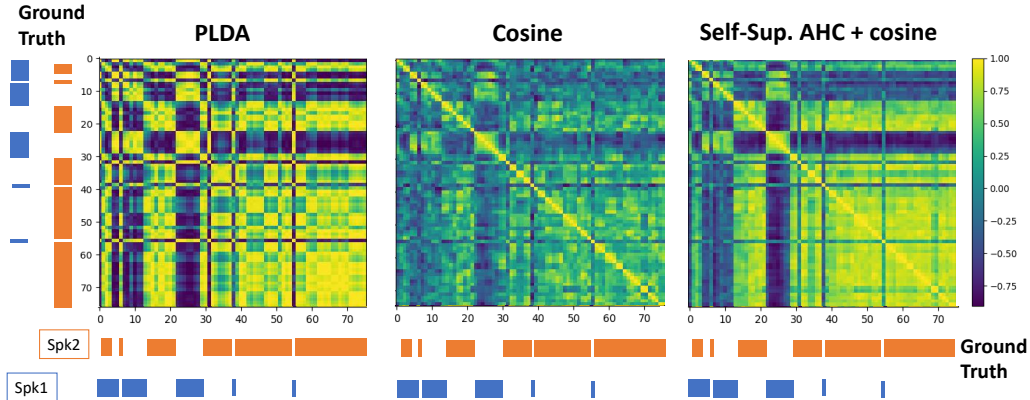 Ground
Truth
PLDA
Cosine
Self-Sup. AHC + cosine
0
10
20
30
40
50
60
70
0 10 20 30 40 50 60 70
0 10 20 30 40 50 60 70
0 10 20 30 40 50 60 70
1.00
0.75
0.50
0.25
0.00
−0.25
−0.50
−0.75
Spk2
Spk1
Ground
Truth